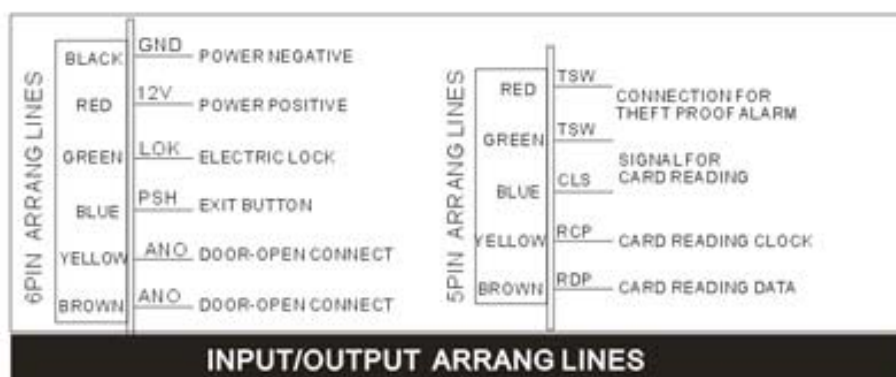 6PIN ARRANG LINES
BLACK GND POWER NEGATIVE
RED 12V POWER POSITIVE
GREEN LOK ELECTRIC LOCK
BLUE PSH EXIT BUTTON
YELLOW ANO DOOR-OPEN CONNECT
BROWN ANO DOOR-OPEN CONNECT
5PIN ARRANG LINES
RED TSW
CONNECTION FOR
THEFT PROOF ALARM
GREEN TSW
SIGNAL FOR
CARD READING
BLUE CLS
YELLOW RCP CARD READING CLOCK
BROWN RDP CARD READING DATA
INPUT/OUTPUT ARRANG LINES